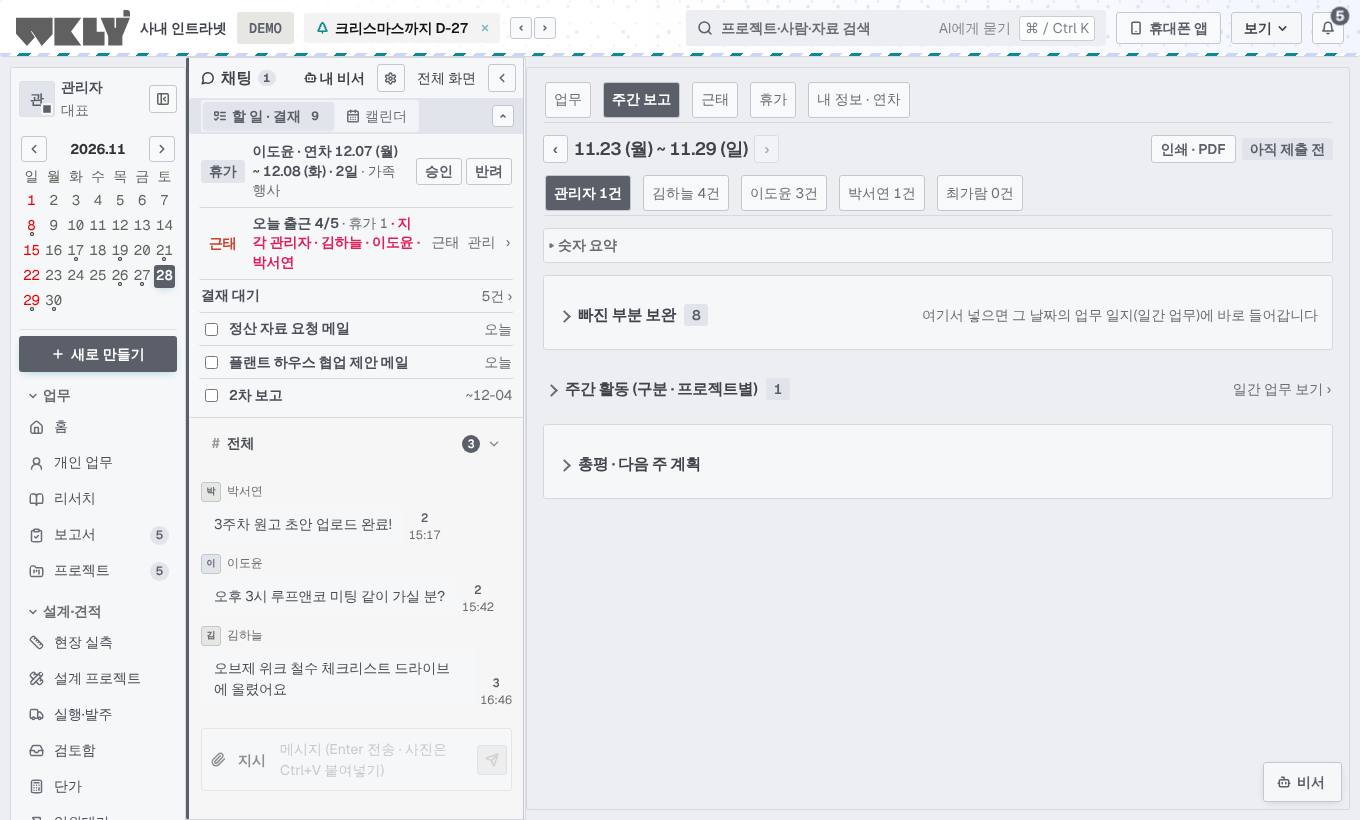 WKLY 사내 인트라넷 DEMO 크리스마스까지 D-27 × ‹ › 프로젝트·사람·자료 검색 AI에게 묻기 ⌘ / Ctrl K 휴대폰 앱 보기 5
관 관리자
대표
2026.11
일 월 화 수 목 금 토
1 2 3 4 5 6 7
8 9 10 11 12 13 14
15 16 17 18 19 20 21
22 23 24 25 26 27 28
29 30
+ 새로 만들기
업무
홈
개인 업무
리서치
보고서 5
프로젝트 5
설계·견적
현장 실측
설계 프로젝트
실행·발주
검토함
단가
채팅 1 내 비서 전체 화면
할 일·결재 9 캘린더
휴가 이도윤 · 연차 12.07 (월)
~ 12.08 (화) · 2일 · 가족
행사
승인 반려
근태 오늘 출근 4/5 · 휴가 1 · 지
각 관리자 · 김하늘 · 이도윤 ·
박서연
근태 관리 ›
결재 대기 5건 ›
정산 자료 요청 메일 오늘
플랜트 하우스 협업 제안 메일 오늘
2차 보고 ~12-04
# 전체 3
박 박서연
3주차 원고 초안 업로드 완료! 2
15:17
이 이도윤
오후 3시 루프앤코 미팅 같이 가실 분? 2
15:42
김 김하늘
오브제 위크 철수 체크리스트 드라이브
에 올렸어요 3
16:46
지시 메시지 (Enter 전송 · 사진은
Ctrl+V 붙여넣기)
업무 주간 보고 근태 휴가 내 정보 · 연차
‹ 11.23 (월) ~ 11.29 (일) › 인쇄 · PDF 아직 제출 전
관리자 1건 김하늘 4건 이도윤 3건 박서연 1건 최가람 0건
숫자 요약
빠진 부분 보완 8 여기서 넣으면 그 날짜의 업무 일지(일간 업무)에 바로 들어갑니다
주간 활동 (구분 · 프로젝트별) 1 일간 업무 보기 ›
총평 · 다음 주 계획
비서